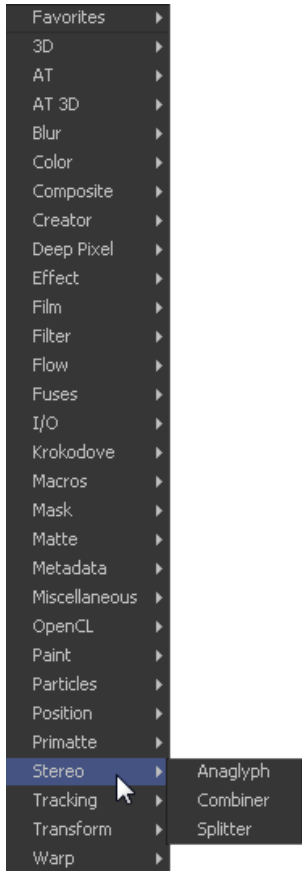 Favorites
3D
AT
AT 3D
Blur
Color
Composite
Creator
Deep Pixel
Effect
Film
Filter
Flow
Fuses
I/O
Krokodove
Macros
Mask
Matte
Metadata
Miscellaneous
OpenCL
Paint
Particles
Position
Primatte
Stereo
Tracking
Transform
Warp
Anaglyph
Combiner
Splitter